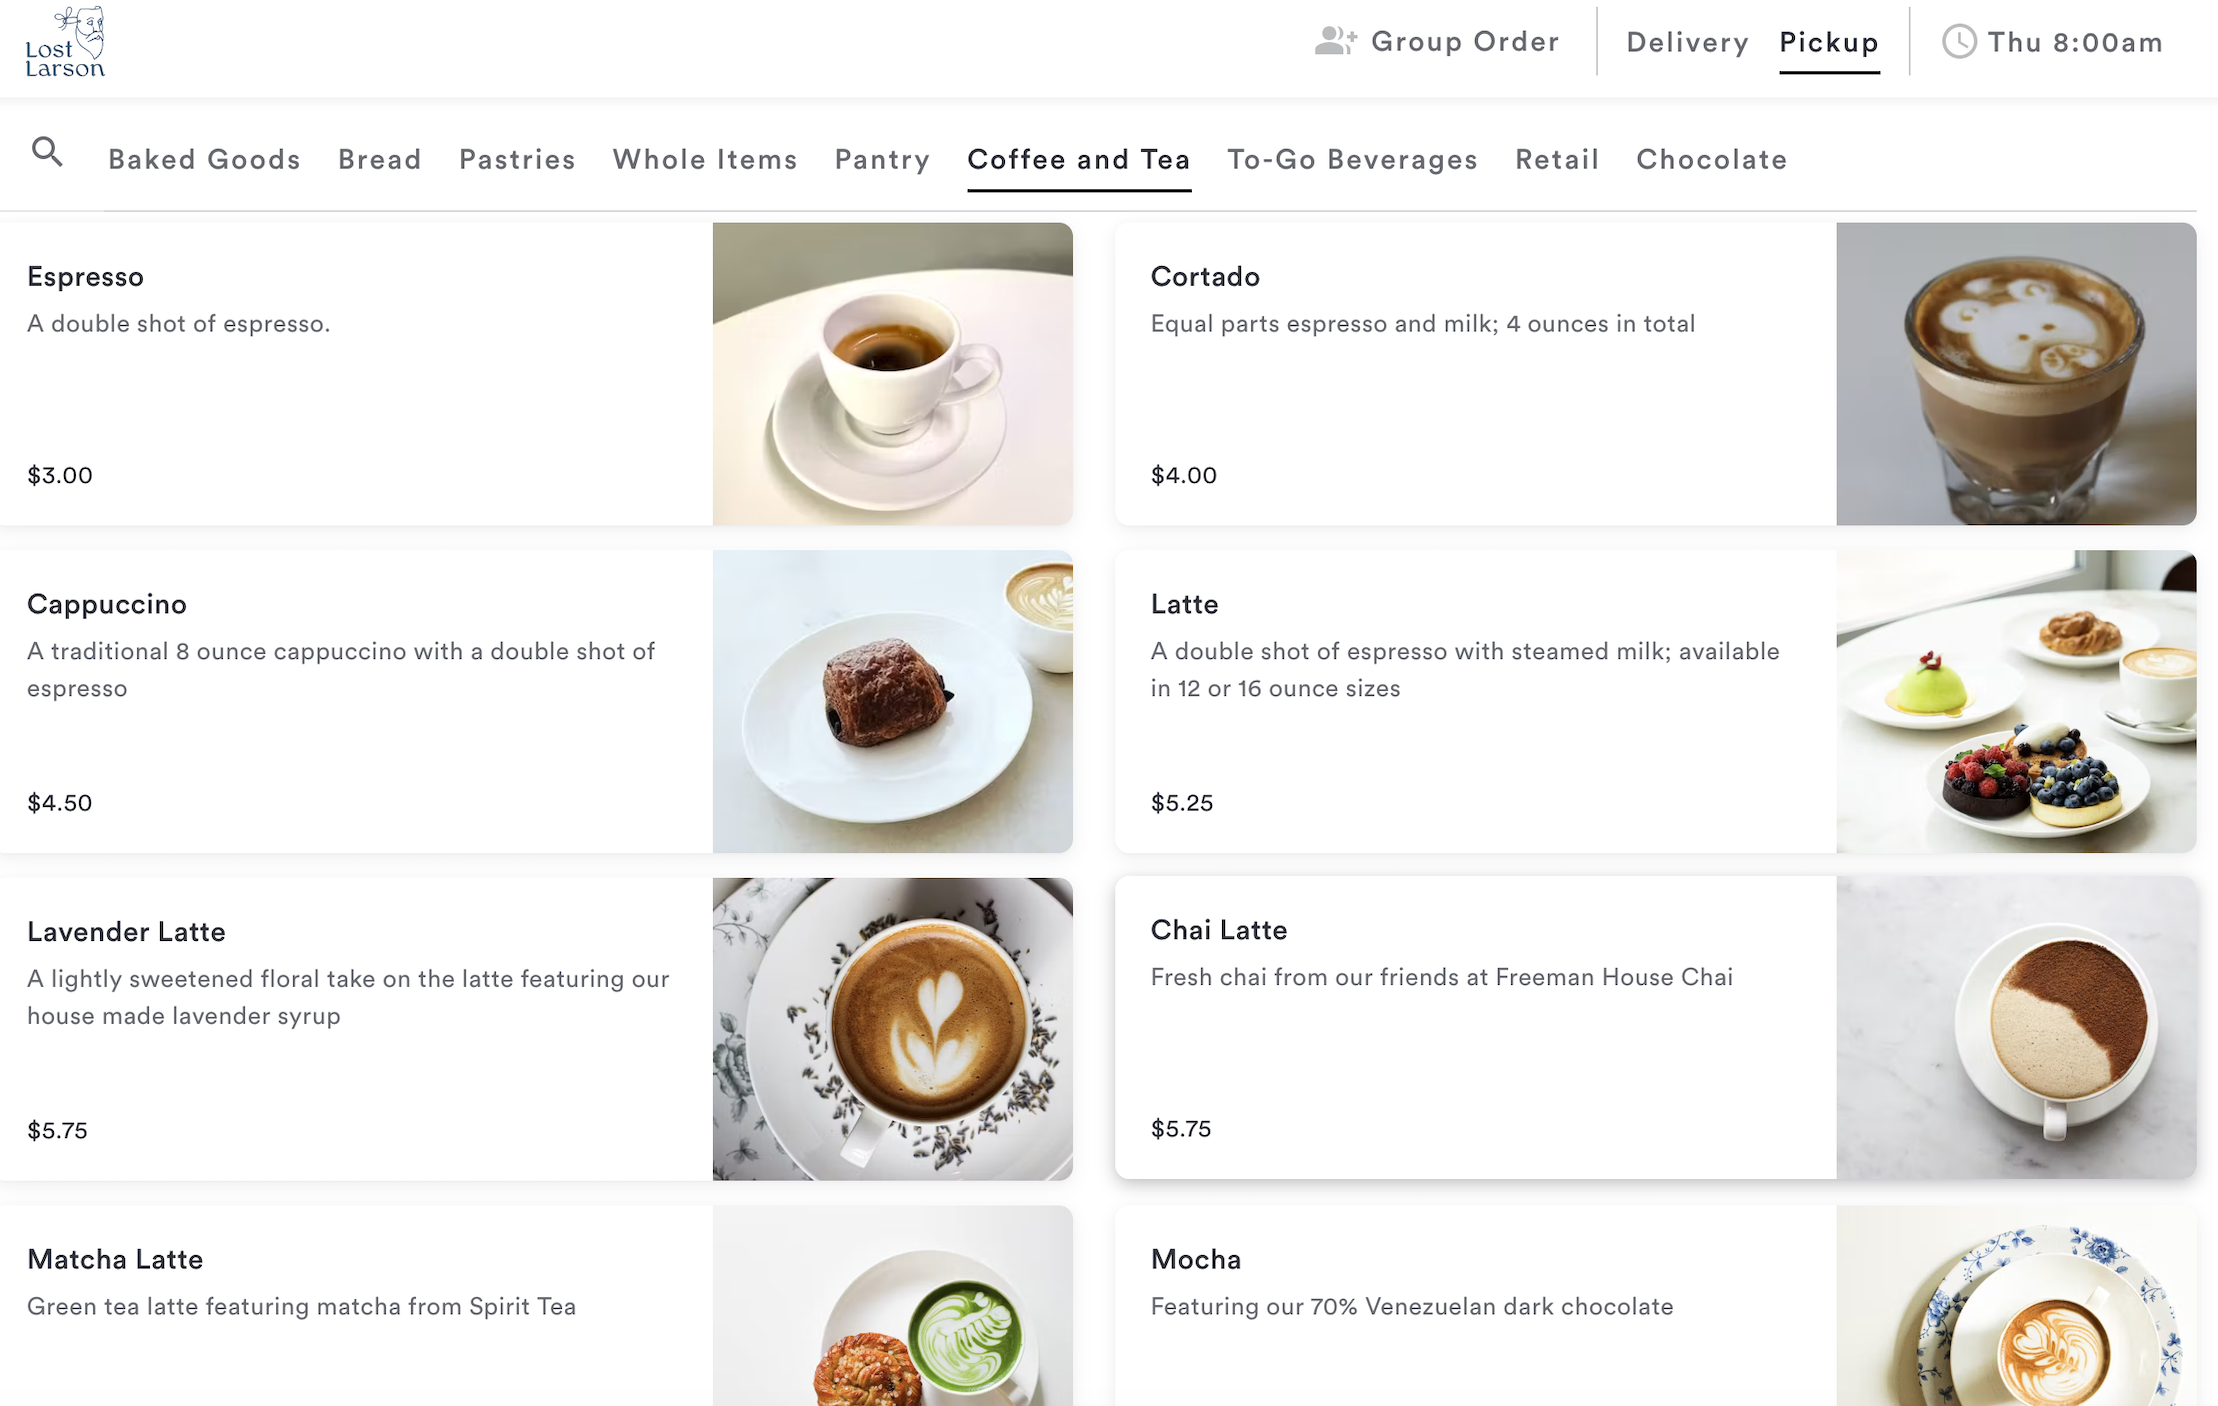 Lost
Larson
Group Order
Delivery
Pickup
Thu 8:00am
Baked Goods
Bread
Pastries
Whole Items
Pantry
Coffee and Tea
To-Go Beverages
Retail
Chocolate
Espresso
A double shot of espresso.
$3.00
Cortado
Equal parts espresso and milk; 4 ounces in total
$4.00
Cappuccino
A traditional 8 ounce cappuccino with a double shot of
espresso
$4.50
Latte
A double shot of espresso with steamed milk; available
in 12 or 16 ounce sizes
$5.25
Lavender Latte
A lightly sweetened floral take on the latte featuring our
house made lavender syrup
$5.75
Chai Latte
Fresh chai from our friends at Freeman House Chai
$5.75
Matcha Latte
Green tea latte featuring matcha from Spirit Tea
Mocha
Featuring our 70% Venezuelan dark chocolate